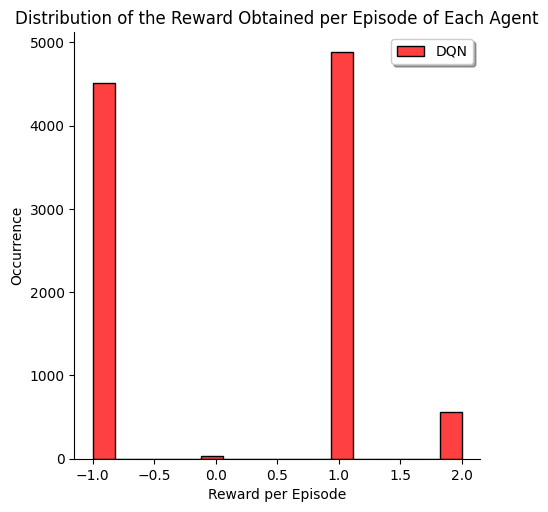 Distribution of the Reward Obtained per Episode of Each Agent
DQN
5000
4000
3000
2000
1000
0
Occurrence
−1.0 −0.5 0.0 0.5 1.0 1.5 2.0
Reward per Episode